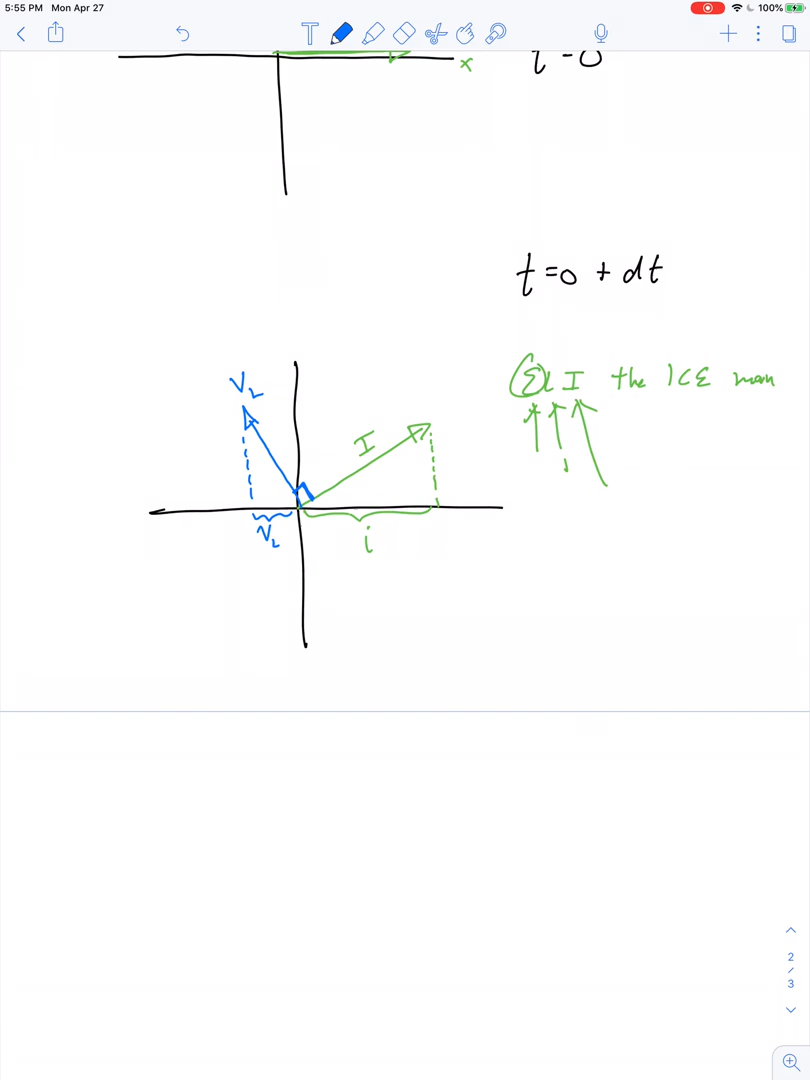 5:55 PM Mon Apr 27
100%
T
x
t=0
t=0 + dt
ELI the ICE man
V_L
I
v_L
i
2
/
3